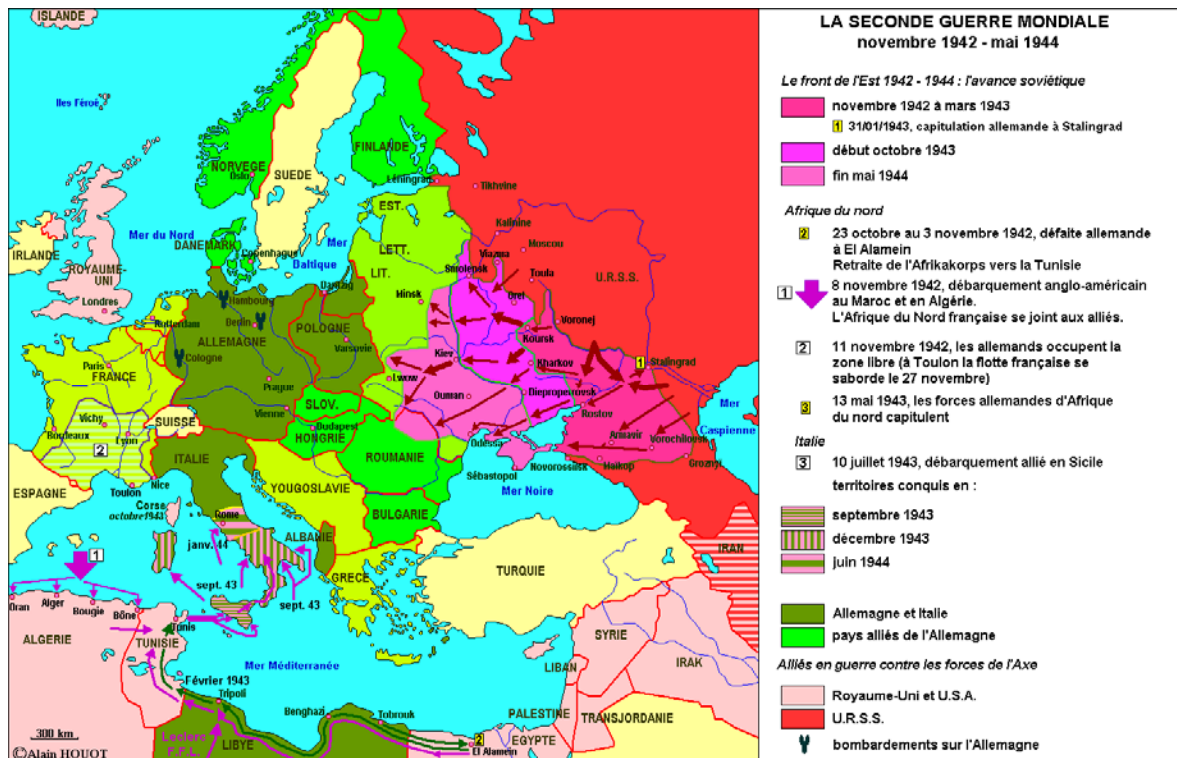 LA SECONDE GUERRE MONDIALE
novembre 1942 - mai 1944
Le front de l'Est 1942 - 1944 : l'avance soviétique
novembre 1942 à mars 1943
1 31/01/1943, capitulation allemande à Stalingrad
début octobre 1943
fin mai 1944
Afrique du nord
2 23 octobre au 3 novembre 1942, défaite allemande
à El Alamein
Retraite de l'Afrikakorps vers la Tunisie
1 8 novembre 1942, débarquement anglo-américain
au Maroc et en Algérie.
L'Afrique du Nord française se joint aux alliés.
2 11 novembre 1942, les allemands occupent la
zone libre (à Toulon la flotte française se
saborde le 27 novembre)
3 13 mai 1943, les forces allemandes d'Afrique
du nord capitulent
Italie
3 10 juillet 1943, débarquement allié en Sicile
territoires conquis en :
septembre 1943
décembre 1943
juin 1944
Allemagne et Italie
pays alliés de l'Allemagne
Alliés en guerre contre les forces de l'Axe
Royaume-Uni et U.S.A.
U.R.S.S.
bombardements sur l'Allemagne
ISLANDE
Iles Féroé
NORVEGE
Oslo
SUEDE
FINLANDE
Léningrad
Tikhvine
EST.
Kalinine
Moscou
Mer du Nord
DANEMARK
Copenhague
Mer
Baltique
LETT.
LIT.
Viazma
Smolensk
Toula
U.R.S.S.
IRLANDE
ROYAUME-
UNI
Londres
Hambourg
Dantzig
Minsk
Orel
Voronej
Rotterdam
Berlin
POLOGNE
Koursk
ALLEMAGNE
Varsovie
Cologne
Kiev
Kharkov
Stalingrad
1
Paris
FRANCE
Prague
Lwow
Ouman
Diepropetrovsk
Vienne
SLOV.
Rostov
Mer
Caspienne
Vichy
Lyon
SUISSE
Budapest
HONGRIE
Bordeaux
2
Odessa
Armavir
Vorochilovsk
ITALIE
ROUMANIE
Maïkop
Groznyi
Sébastopol
Novorossisk
ESPAGNE
Toulon
Nice
YOUGOSLAVIE
Mer Noire
Corse
octobre1943
Rome
BULGARIE
janv. 44
ALBANIE
IRAN
1
GRECE
TURQUIE
sept. 43
sept. 43
Oran
Alger
Bougie
Bône
Tunis
ALGERIE
TUNISIE
SYRIE
IRAK
Mer Méditerranée
LIBAN
Février 1943
Tripoli
Benghazi
Tobrouk
PALESTINE
TRANSJORDANIE
300 km
Leclerc
F.F.L.
LIBYE
2
El Alamein
EGYPTE
©Alain HOUOT